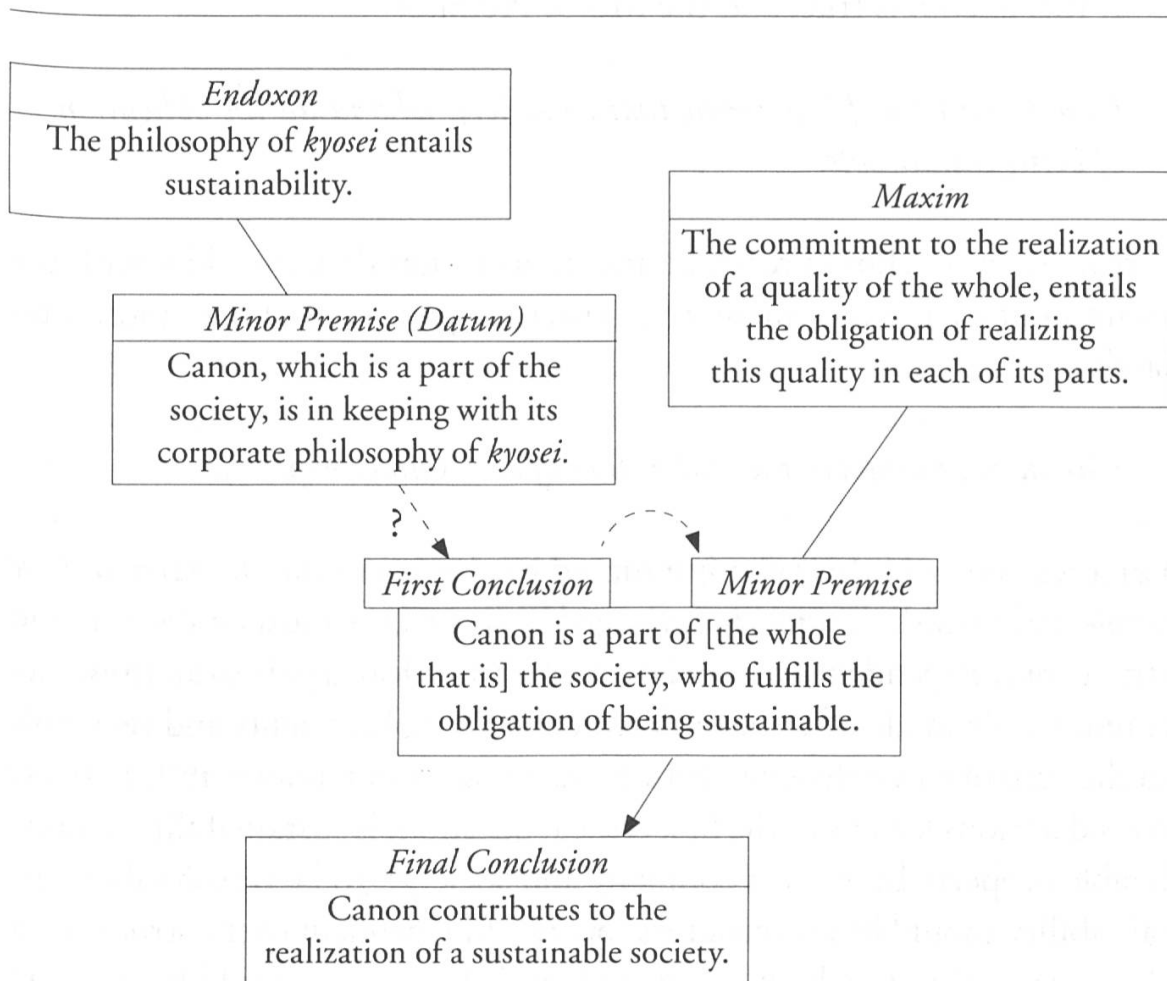 Endoxon
The philosophy of kyosei entails
sustainability.
Maxim
The commitment to the realization
of a quality of the whole, entails
the obligation of realizing
this quality in each of its parts.
Minor Premise (Datum)
Canon, which is a part of the
society, is in keeping with its
corporate philosophy of kyosei.
?
First Conclusion
Minor Premise
Canon is a part of [the whole
that is] the society, who fulfills the
obligation of being sustainable.
Final Conclusion
Canon contributes to the
realization of a sustainable society.